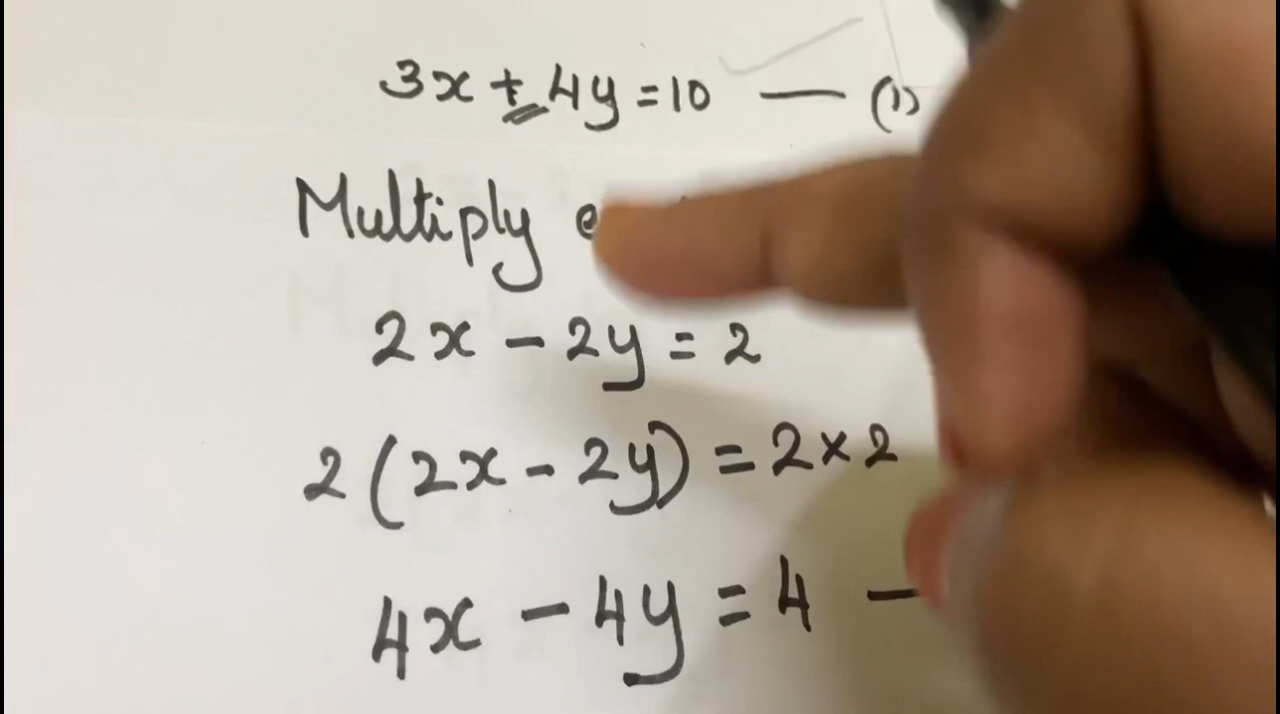 3x + 4y = 10 — (1)
Multiply
2x - 2y = 2
2(2x - 2y) = 2 × 2
4x - 4y = 4 —